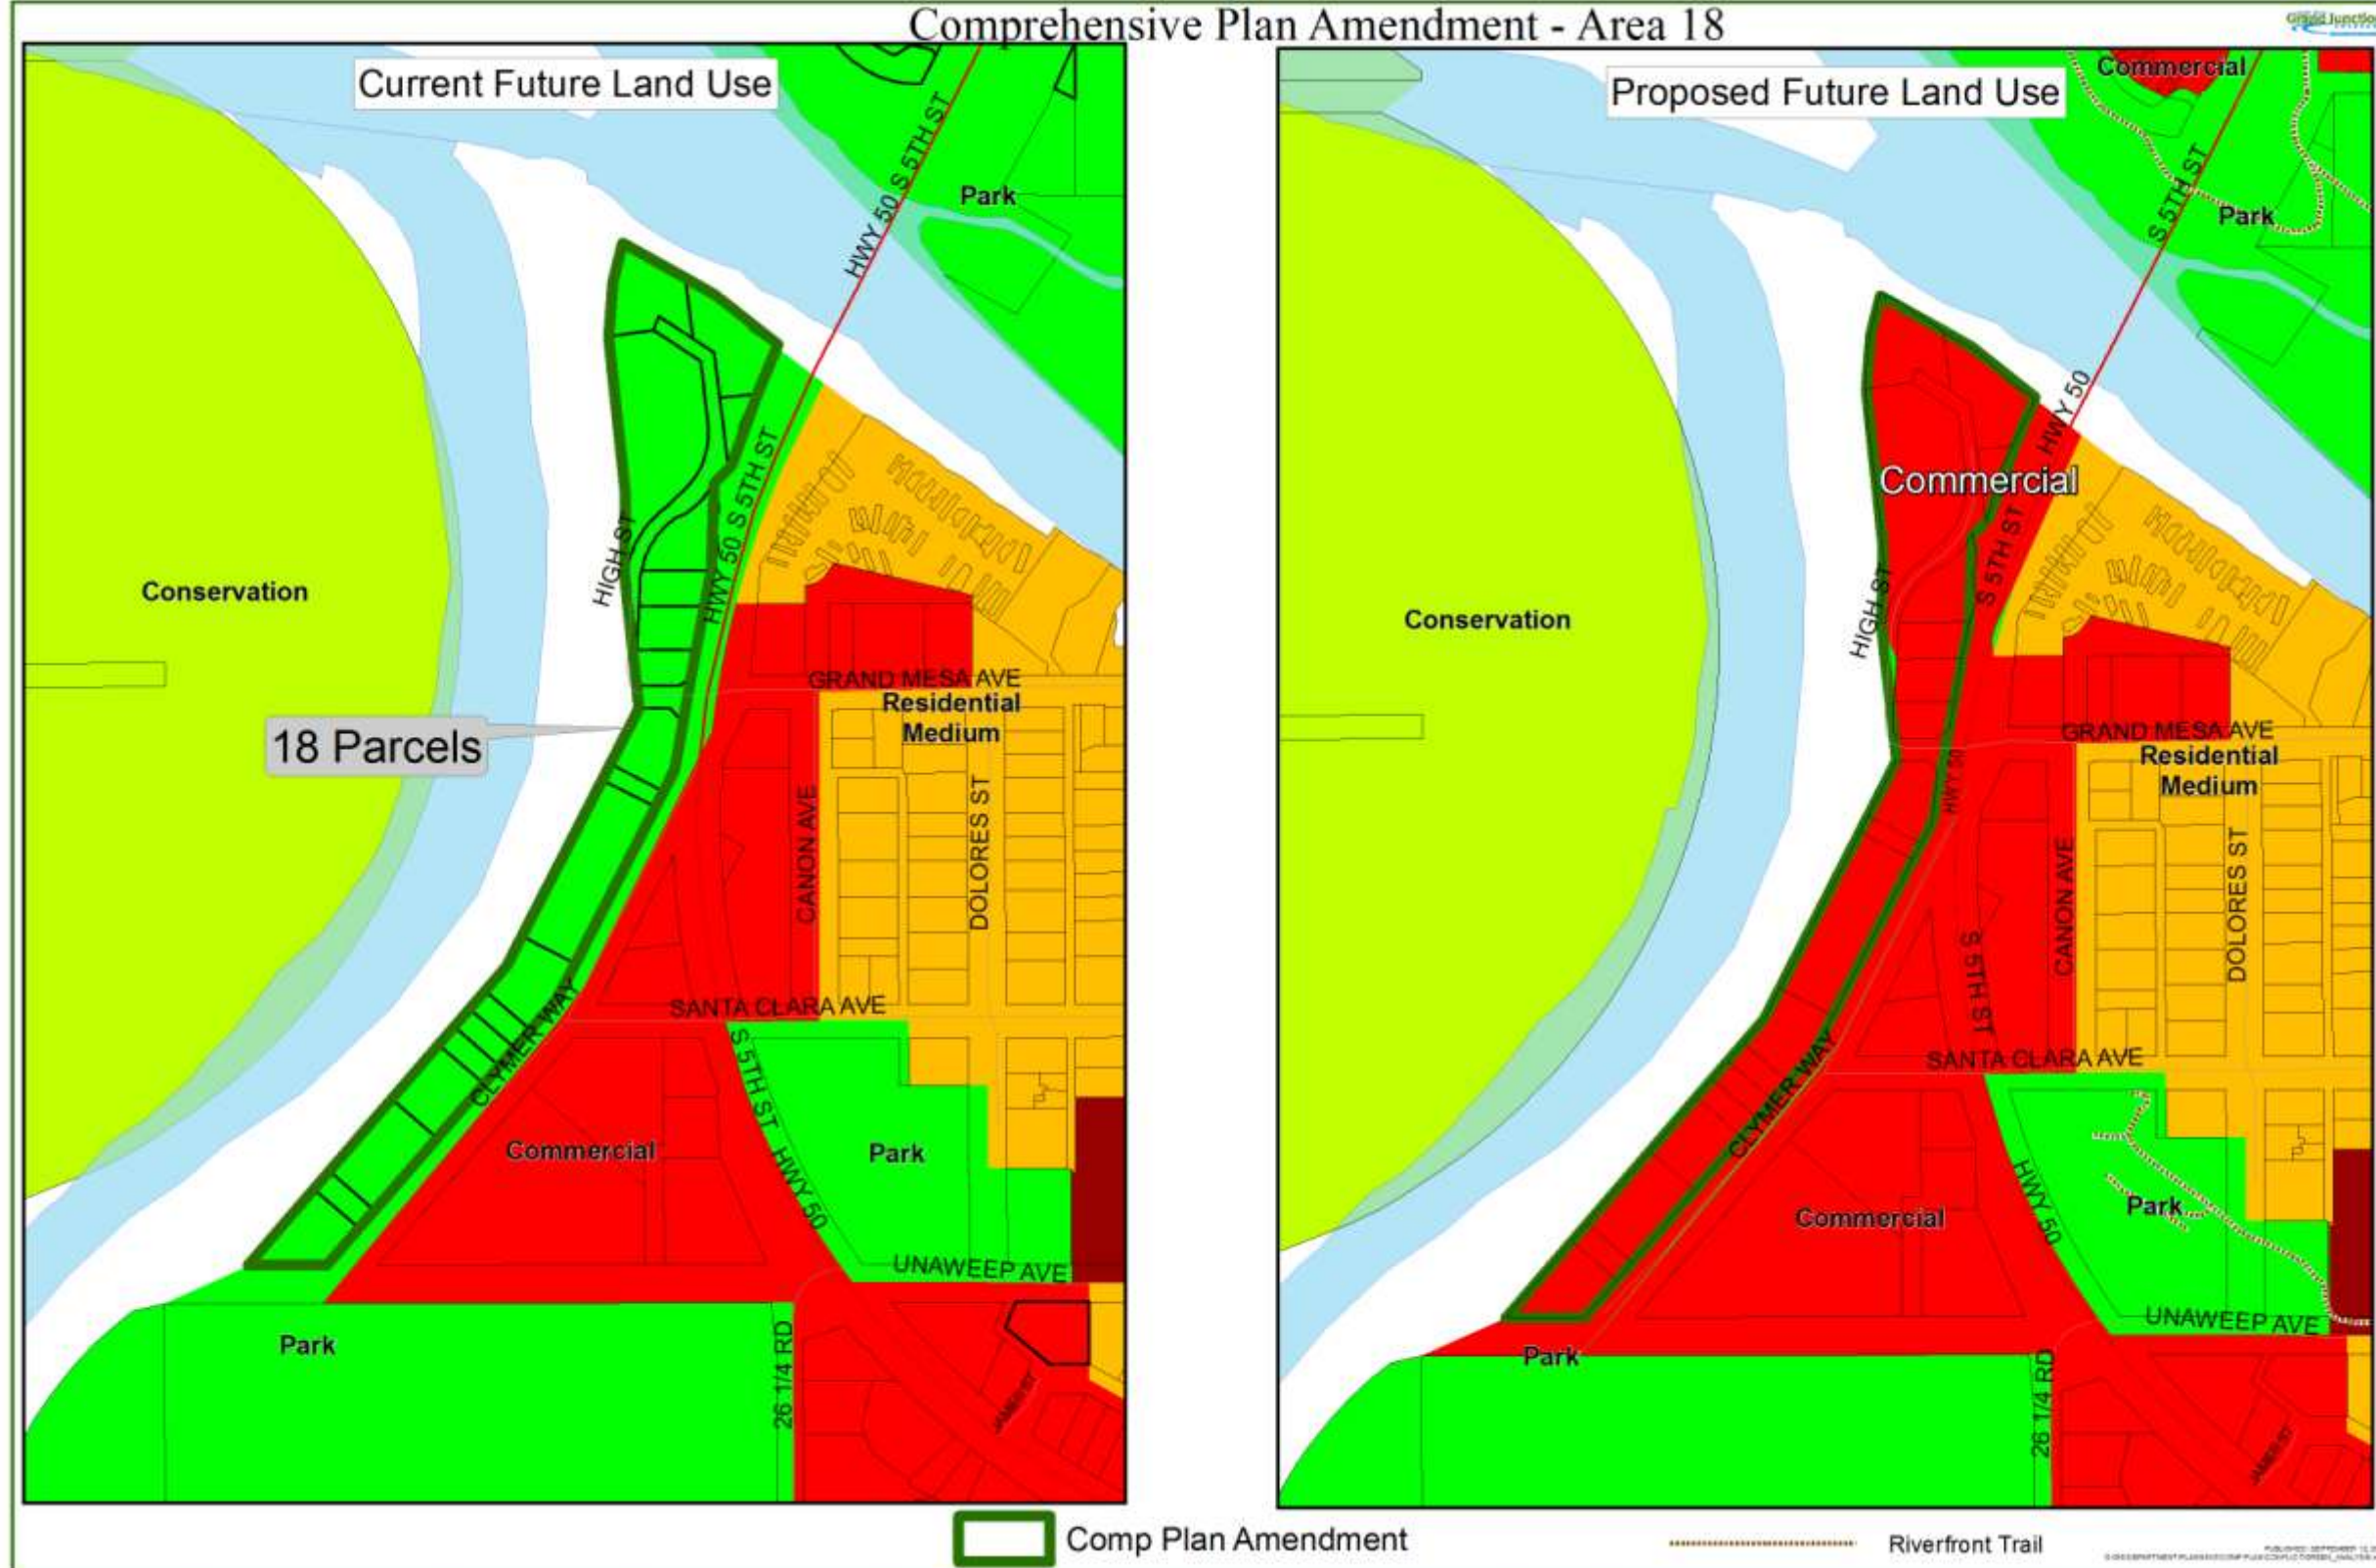 Comprehensive Plan Amendment - Area 18
Grand Junction
Current Future Land Use
HWY 50 S 5TH ST
Park
HIGH ST
HWY 50 S 5TH ST
Conservation
GRAND MESA AVE
Residential
Medium
18 Parcels
CANON AVE
DOLORES ST
SANTA CLARA AVE
CLYMER WAY
S 5TH ST
HWY 50
Commercial
Park
UNAWEEP AVE
Park
26 1/4 RD
Proposed Future Land Use
Commercial
S 5TH ST
Park
HWY 50
Commercial
S 5TH ST
HIGH ST
Conservation
GRAND MESA AVE
Residential
Medium
HWY 50
CANON AVE
DOLORES ST
S 5TH ST
SANTA CLARA AVE
CLYMER WAY
HWY 50
Commercial
Park
UNAWEEP AVE
Park
26 1/4 RD
Comp Plan Amendment
Riverfront Trail